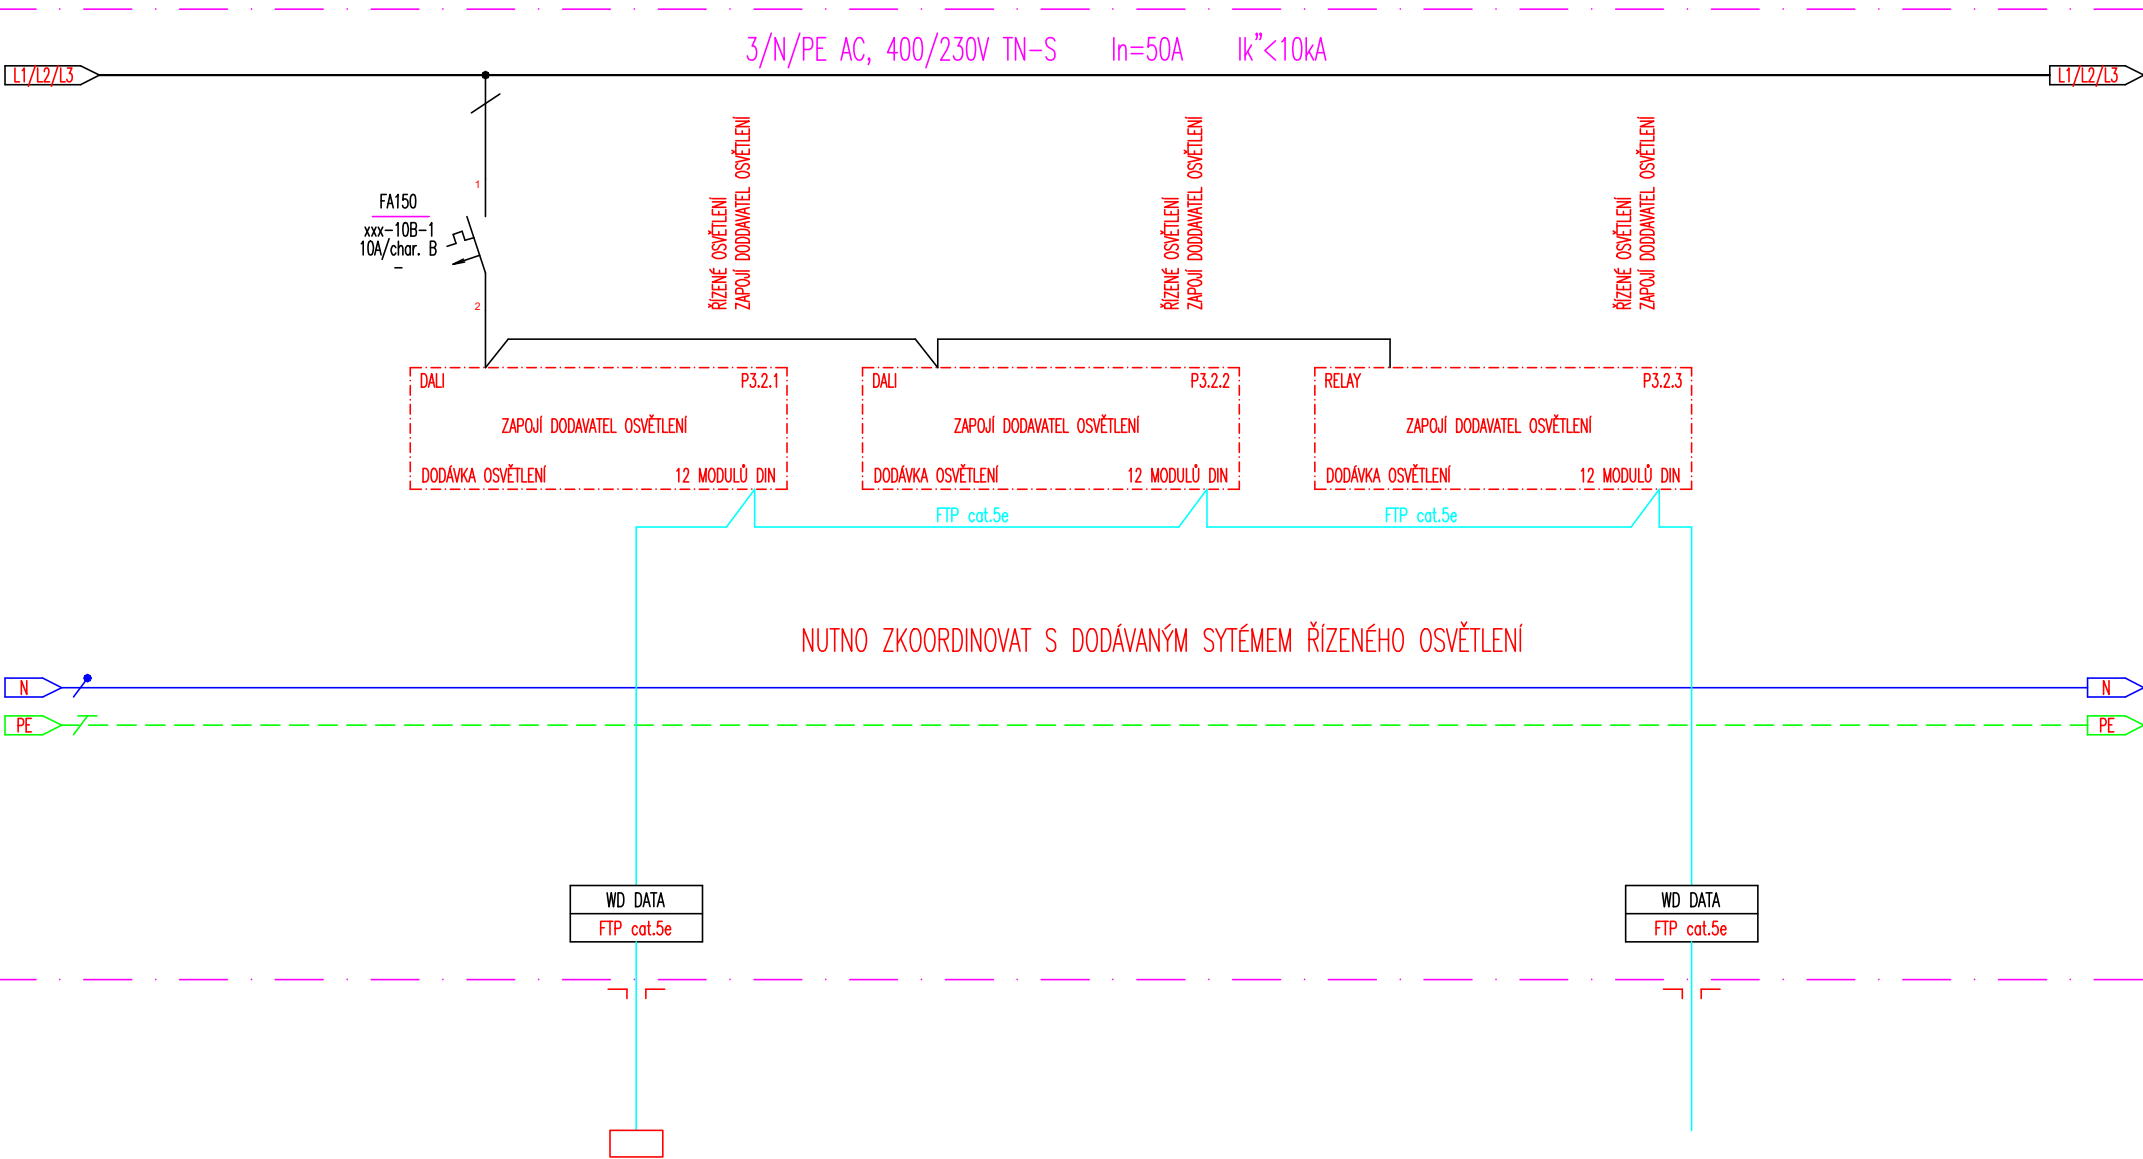 3/N/PE AC, 400/230V TN-S In=50A Ik"<10kA
L1/L2/L3
L1/L2/L3
1
FA150
xxx-10B-1
10A/char. B
-
2
ŘÍZENÉ OSVĚTLENÍ
ZAPOJÍ DODDAVATEL OSVĚTLENÍ
ŘÍZENÉ OSVĚTLENÍ
ZAPOJÍ DODDAVATEL OSVĚTLENÍ
ŘÍZENÉ OSVĚTLENÍ
ZAPOJÍ DODDAVATEL OSVĚTLENÍ
DALI P3.2.1
ZAPOJÍ DODAVATEL OSVĚTLENÍ
DODÁVKA OSVĚTLENÍ 12 MODULŮ DIN
DALI P3.2.2
ZAPOJÍ DODAVATEL OSVĚTLENÍ
DODÁVKA OSVĚTLENÍ 12 MODULŮ DIN
RELAY P3.2.3
ZAPOJÍ DODAVATEL OSVĚTLENÍ
DODÁVKA OSVĚTLENÍ 12 MODULŮ DIN
FTP cat.5e
FTP cat.5e
NUTNO ZKOORDINOVAT S DODÁVANÝM SYTÉMEM ŘÍZENÉHO OSVĚTLENÍ
N
N
PE
PE
WD DATA
FTP cat.5e
WD DATA
FTP cat.5e